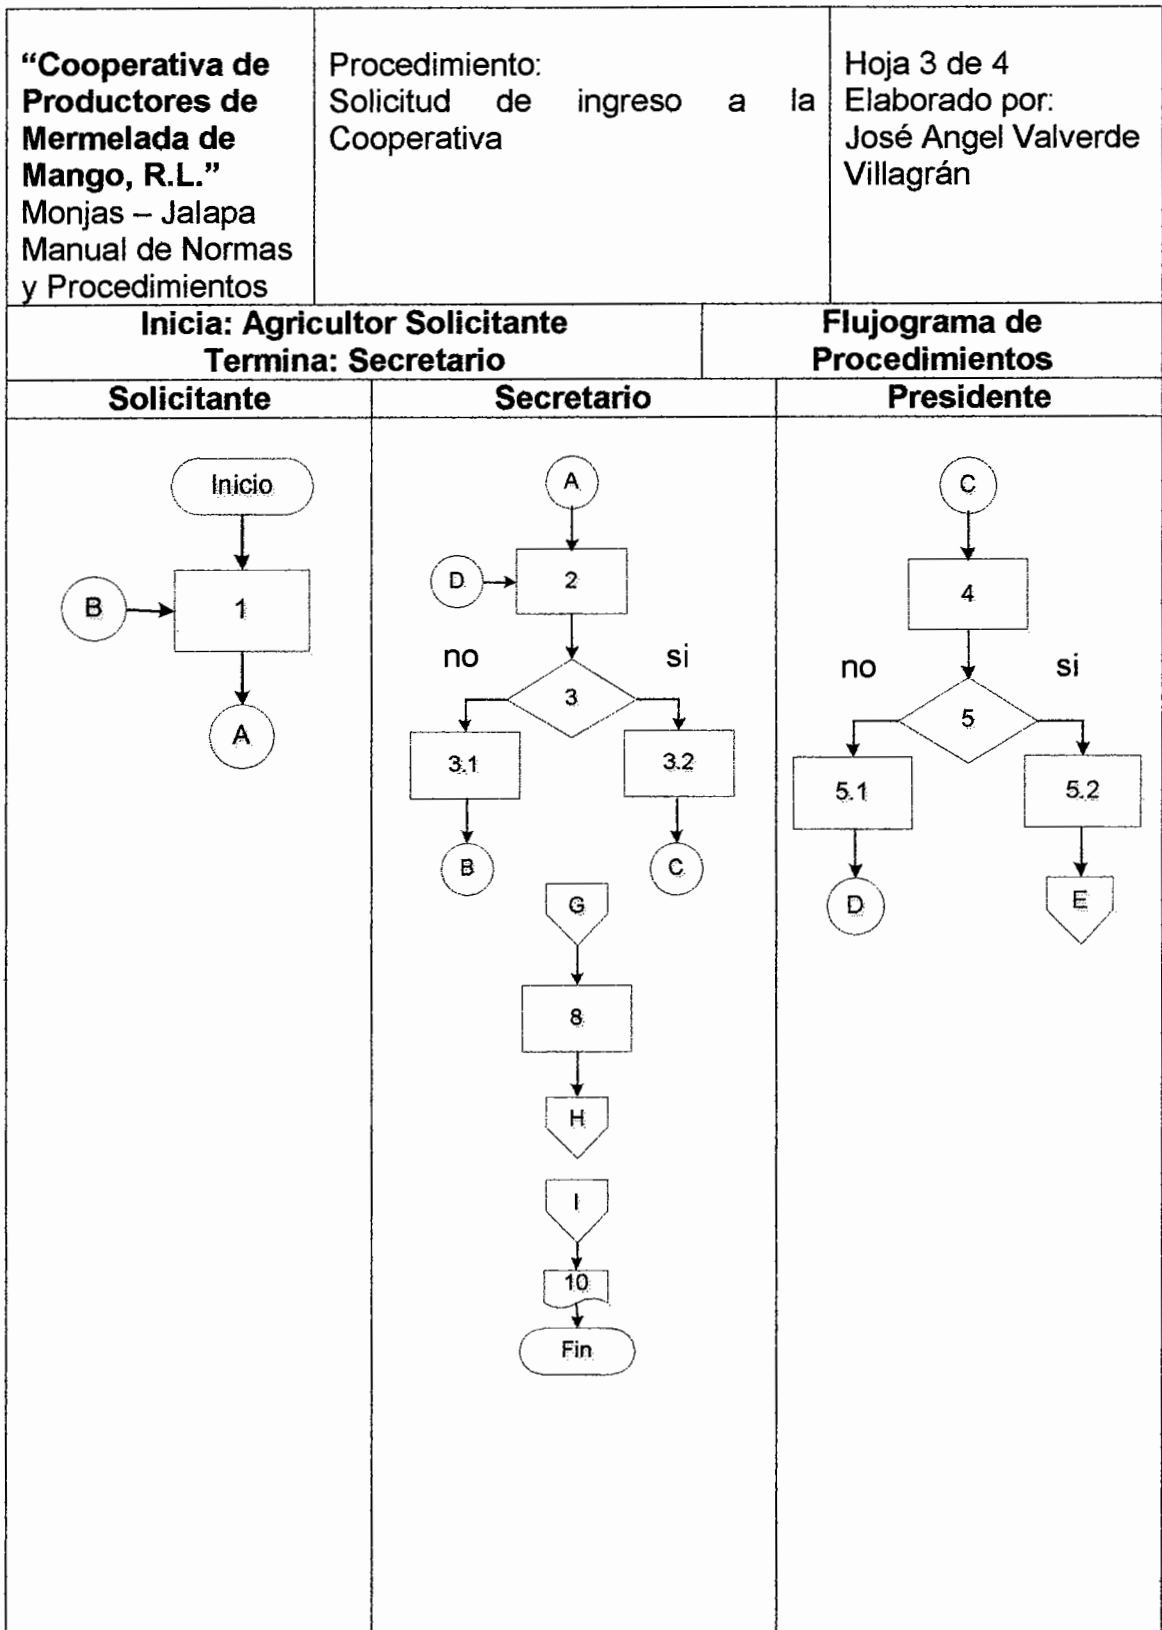 “Cooperativa de
Productores de
Mermelada de
Mango, R.L.”
Monjas – Jalapa
Manual de Normas
y Procedimientos
Procedimiento:
Solicitud de ingreso a la
Cooperativa
Hoja 3 de 4
Elaborado por:
José Angel Valverde
Villagrán
Inicia: Agricultor Solicitante
Termina: Secretario
Flujograma de
Procedimientos
Solicitante
Secretario
Presidente
Inicio
B
1
A
A
D
2
no
si
3
3.1
3.2
B
C
G
8
H
I
10
Fin
C
4
no
si
5
5.1
5.2
D
E